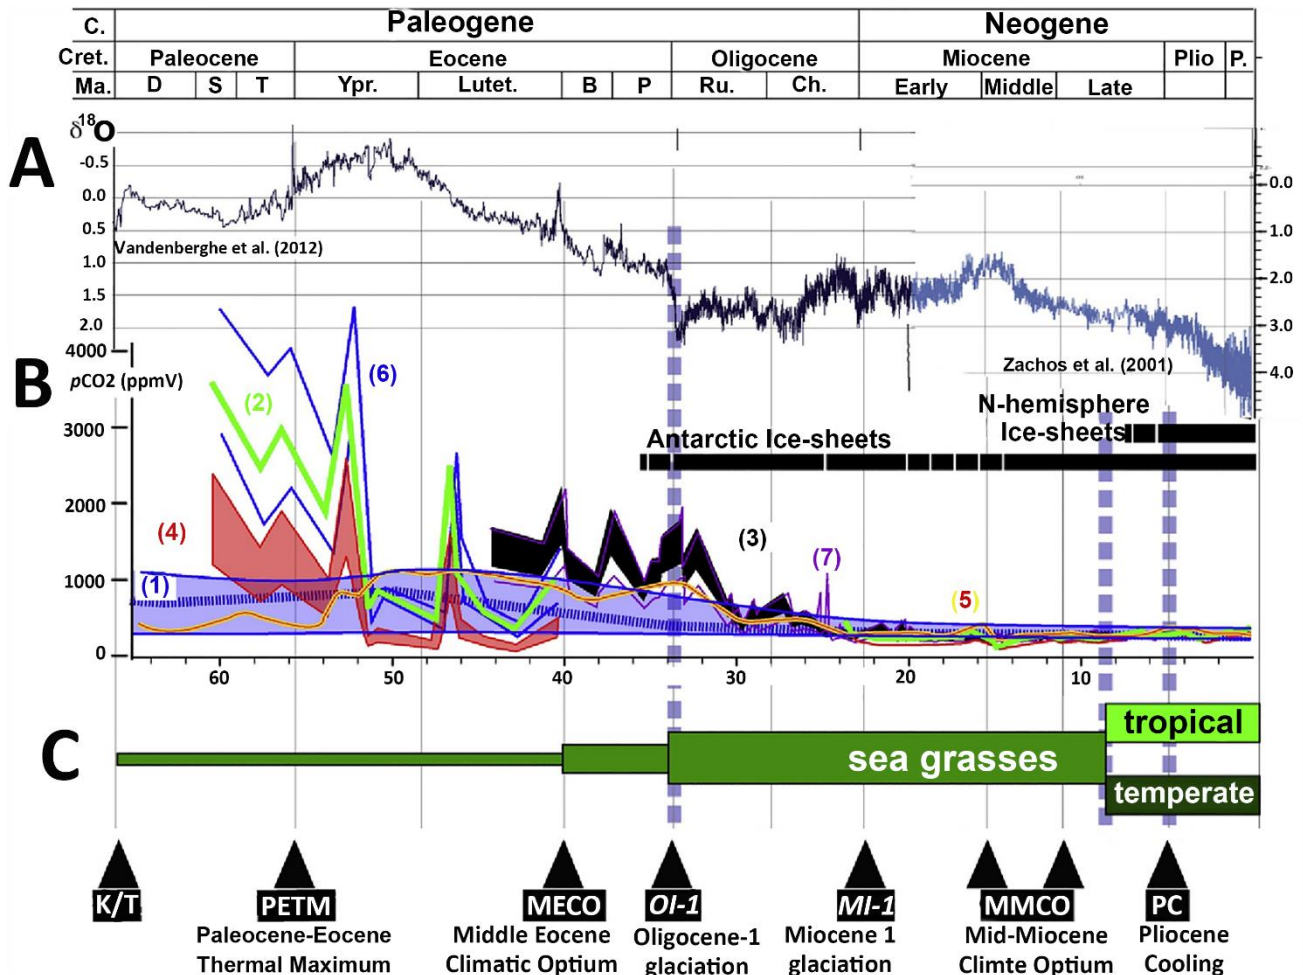 C. Paleogene Neogene
Cret. Paleocene Eocene Oligocene Miocene Plio P.
Ma. D S T Ypr. Lutet. B P Ru. Ch. Early Middle Late
δ18O
A
-0.5
0.0 0.0
0.5 1.0
Vandenberghe et al. (2012)
1.0 2.0
1.5
2.0 3.0
Zachos et al. (2001) 4.0
B
4000
pCO2 (ppmV)
(6)
(2)
N-hemisphere
3000 Ice-sheets
Antarctic Ice-sheets
2000
(4) (3)
(7)
1000
(1) (5)
0
60 50 40 30 20 10
C
tropical
sea grasses
temperate
K/T PETM MECO OI-1 MI-1 MMCO PC
Paleocene-Eocene Middle Eocene Oligocene-1 Miocene 1 Mid-Miocene Pliocene
Thermal Maximum Climatic Optium glaciation glaciation Climte Optium Cooling